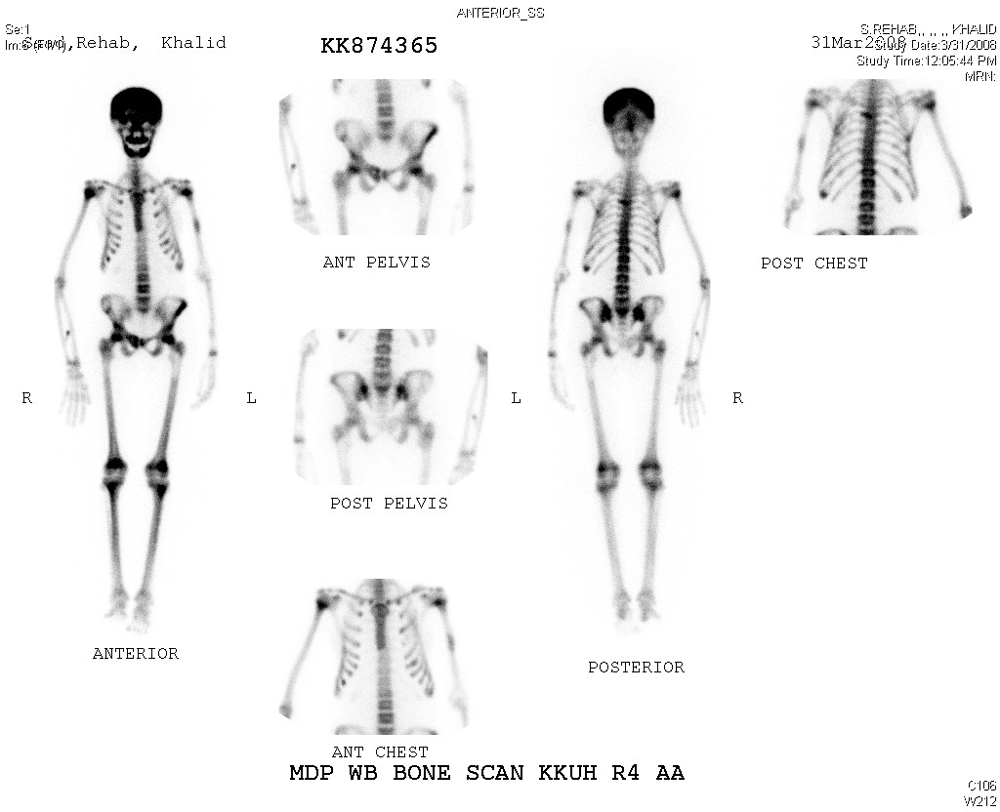 ANTERIOR_SS
Se:1
Saad,Rehab, Khalid
KK874365
31Mar2008
S.REHAB,, ,, ,, KHALID
Study Date:3/31/2008
Study Time:12:05:44 PM
MRN:
ANT PELVIS
POST CHEST
R
L
L
R
POST PELVIS
ANTERIOR
POSTERIOR
ANT CHEST
MDP WB BONE SCAN KKUH R4 AA
C106
W212